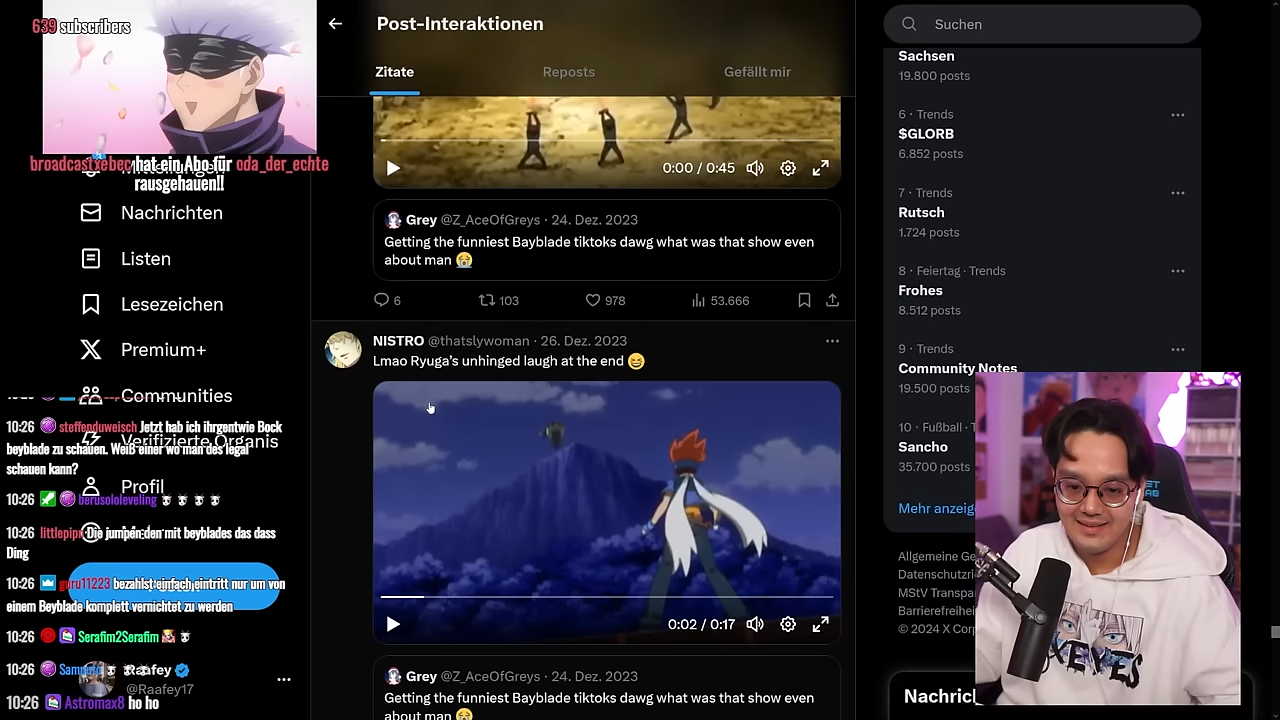 639 subscribers
broadcastxebec hat ein Abo für oda_der_echte
rausgehauen!!
Nachrichten
Listen
Lesezeichen
Premium+
Communities
Verifizierte Organis
Profil
10:26 steffenduweisch Jetzt hab ich ihrgentwie Bock
beyblade zu schauen. Weiß einer wo man des legal
schauen kann?
10:26 berusololeveling
10:26 Die jumpen den mit beyblades das dass
Ding
10:26 guru11223 bezahlst einfach eintritt nur um von
einem Beyblade komplett vernichtet zu werden
10:26 Serafim2Serafim
10:26
Raafey
@Raafey17
10:26 Astromax8 ho ho
Post-Interaktionen
Zitate
Reposts
Gefällt mir
0:00 / 0:45
Grey @Z_AceOfGreys · 24. Dez. 2023
Getting the funniest Bayblade tiktoks dawg what was that show even
about man 😭
6
103
978
53.666
NISTRO @thatslywoman · 26. Dez. 2023
Lmao Ryuga's unhinged laugh at the end 😆
0:02 / 0:17
Grey @Z_AceOfGreys · 24. Dez. 2023
Getting the funniest Bayblade tiktoks dawg what was that show even
about man 😭
Suchen
Sachsen
19.800 posts
6 · Trends
$GLORB
6.852 posts
7 · Trends
Rutsch
1.724 posts
8 · Feiertag · Trends
Frohes
8.512 posts
9 · Trends
Community Notes
19.500 posts
10 · Fußball · T
Sancho
35.700 posts
Mehr anzeig
Allgemeine Ge
Datenschutzri
MStV Transpar
Barrierefreihei
© 2024 X Corp
Nachrich
XEYES